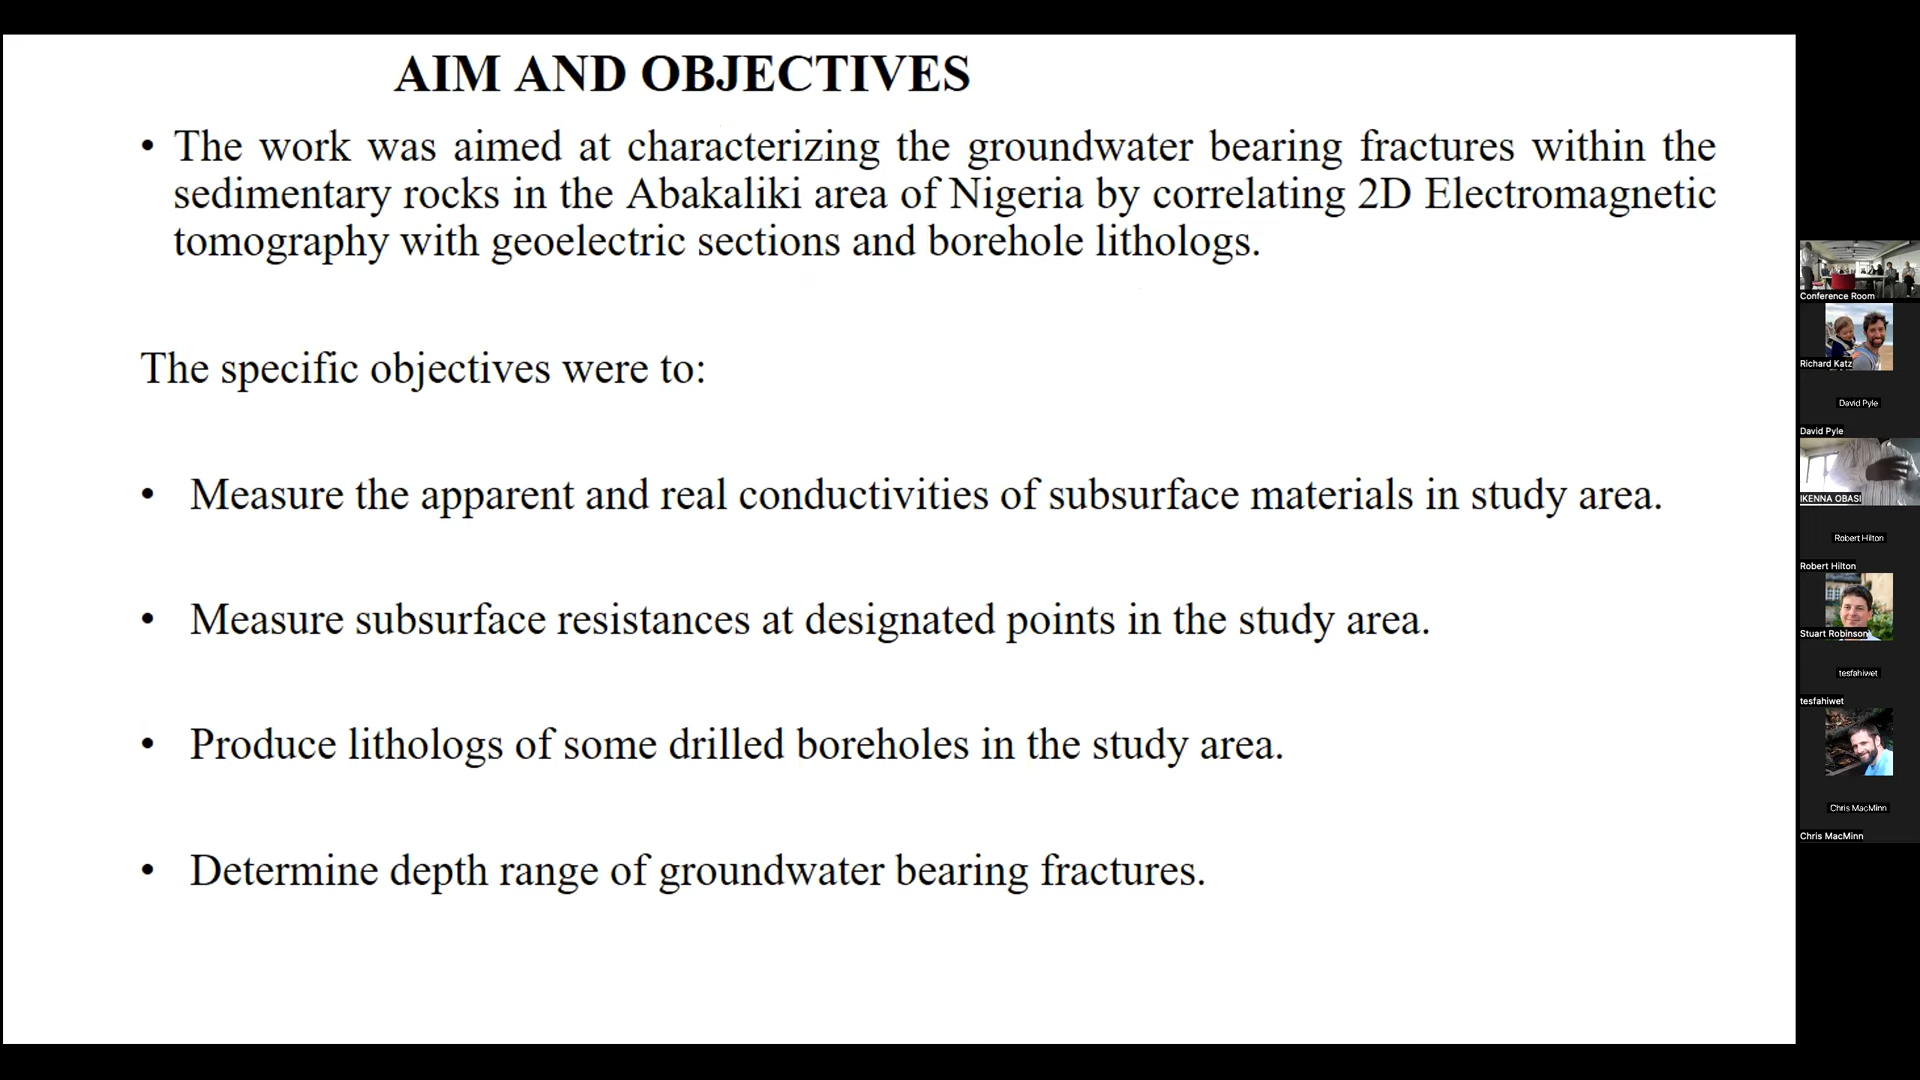 AIM AND OBJECTIVES
• The work was aimed at characterizing the groundwater bearing fractures within the
sedimentary rocks in the Abakaliki area of Nigeria by correlating 2D Electromagnetic
tomography with geoelectric sections and borehole lithologs.
The specific objectives were to:
• Measure the apparent and real conductivities of subsurface materials in study area.
• Measure subsurface resistances at designated points in the study area.
• Produce lithologs of some drilled boreholes in the study area.
• Determine depth range of groundwater bearing fractures.
Conference Room
Richard Katz
David Pyle
David Pyle
IKENNA OBASI
Robert Hilton
Robert Hilton
Stuart Robinson
tesfahiwet
tesfahiwet
Chris MacMinn
Chris MacMinn